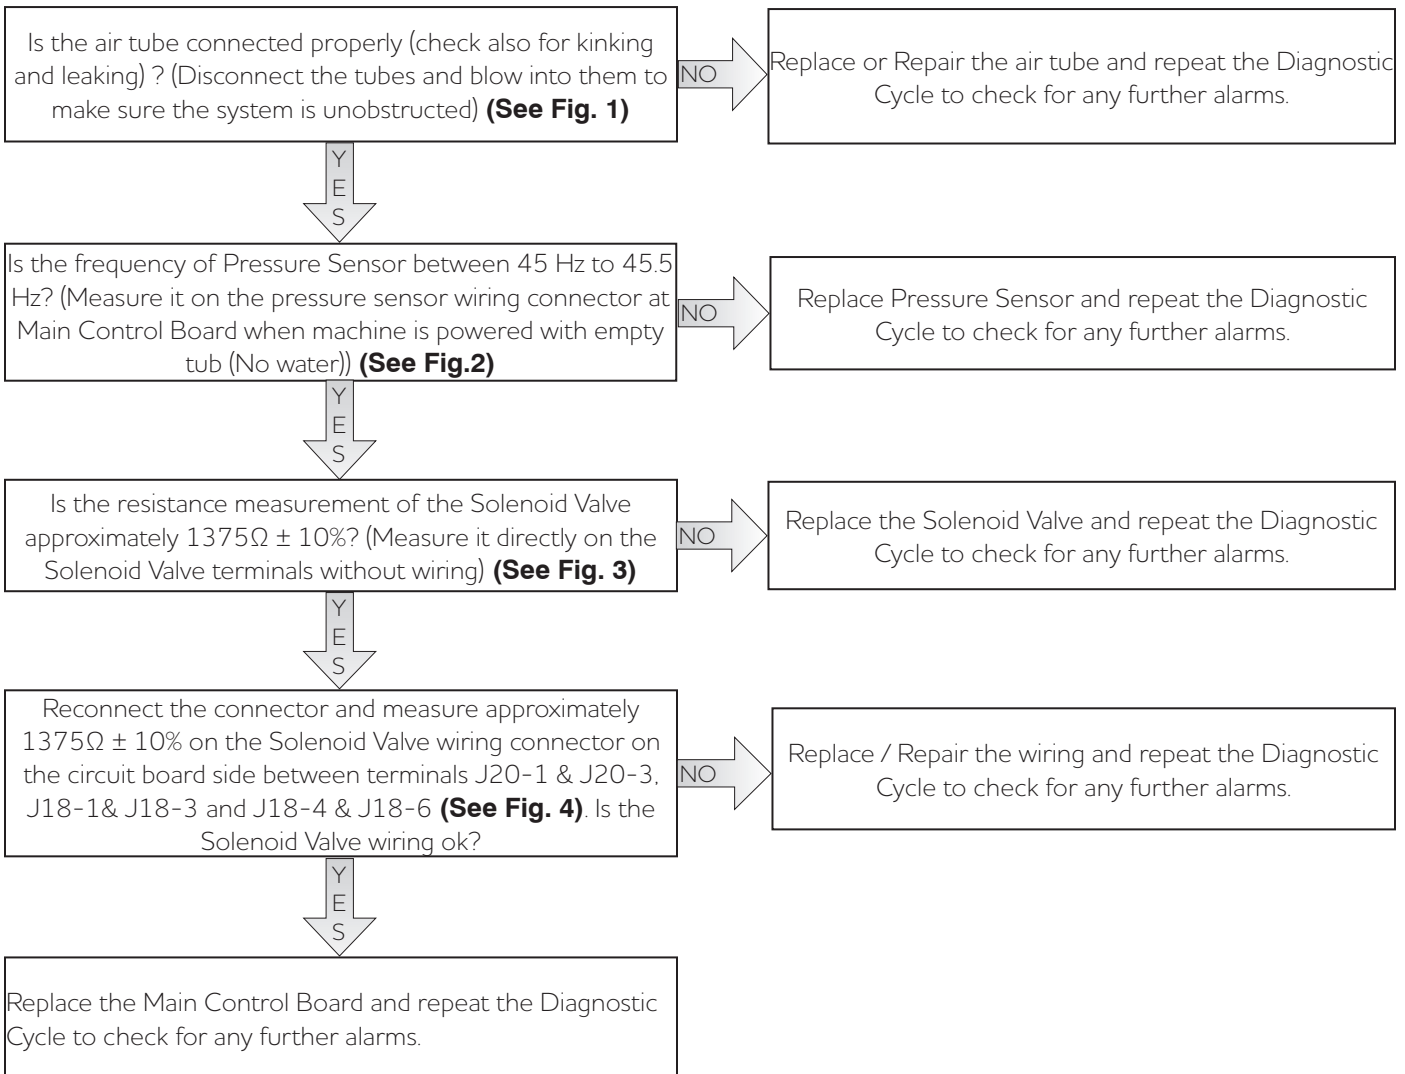 Is the air tube connected properly (check also for kinking
and leaking) ? (Disconnect the tubes and blow into them to
make sure the system is unobstructed) (See Fig. 1)
NO
Replace or Repair the air tube and repeat the Diagnostic
Cycle to check for any further alarms.
Y
E
S
Is the frequency of Pressure Sensor between 45 Hz to 45.5
Hz? (Measure it on the pressure sensor wiring connector at
Main Control Board when machine is powered with empty
tub (No water)) (See Fig.2)
NO
Replace Pressure Sensor and repeat the Diagnostic
Cycle to check for any further alarms.
Y
E
S
Is the resistance measurement of the Solenoid Valve
approximately 1375Ω ± 10%? (Measure it directly on the
Solenoid Valve terminals without wiring) (See Fig. 3)
NO
Replace the Solenoid Valve and repeat the Diagnostic
Cycle to check for any further alarms.
Y
E
S
Reconnect the connector and measure approximately
1375Ω ± 10% on the Solenoid Valve wiring connector on
the circuit board side between terminals J20-1 & J20-3,
J18-1& J18-3 and J18-4 & J18-6 (See Fig. 4). Is the
Solenoid Valve wiring ok?
NO
Replace / Repair the wiring and repeat the Diagnostic
Cycle to check for any further alarms.
Y
E
S
Replace the Main Control Board and repeat the Diagnostic
Cycle to check for any further alarms.